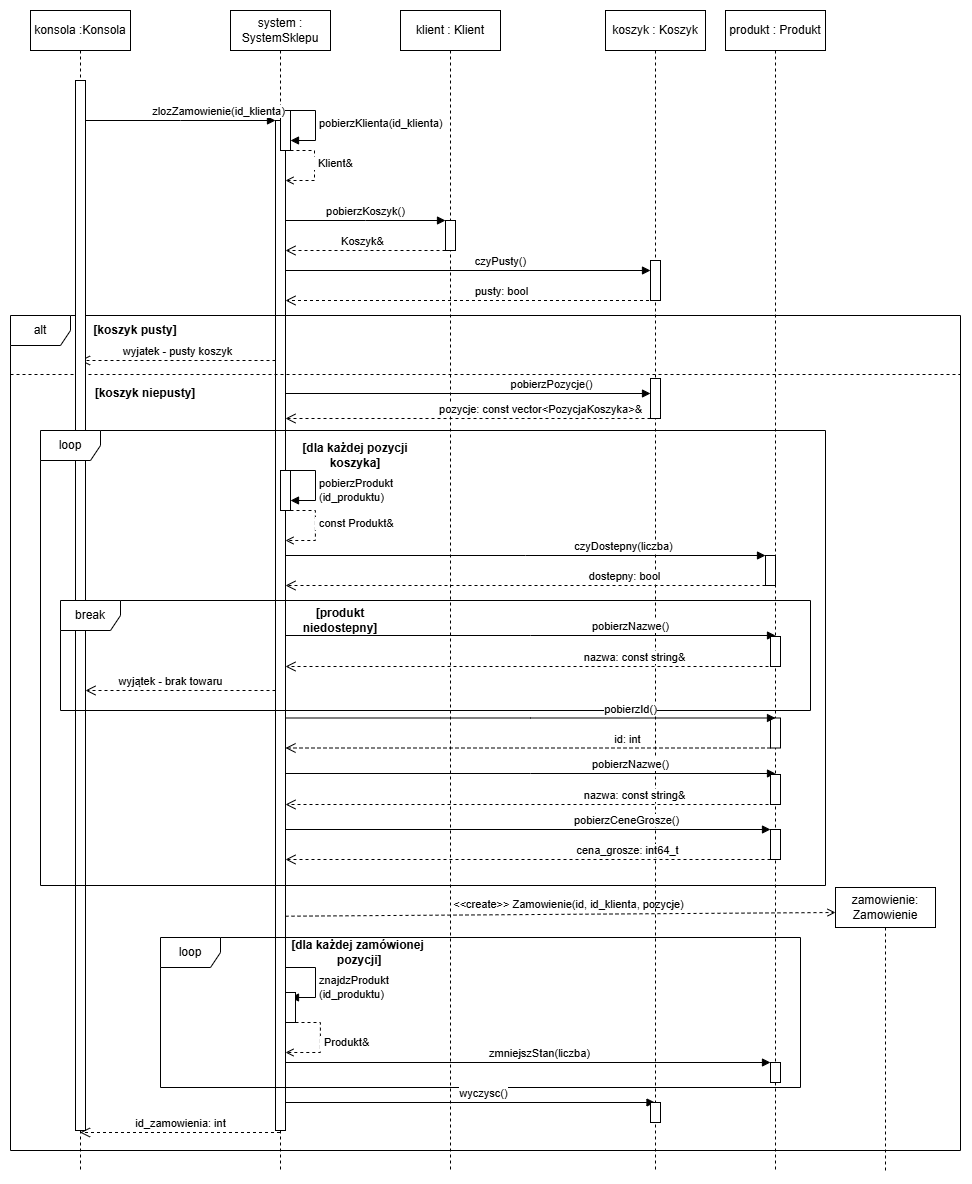 konsola :Konsola
system :
SystemSklepu
klient : Klient
koszyk : Koszyk
produkt : Produkt
zlozZamowienie(id_klienta)
pobierzKlienta(id_klienta)
Klient&
pobierzKoszyk()
Koszyk&
czyPusty()
pusty: bool
alt
[koszyk pusty]
wyjatek - pusty koszyk
[koszyk niepusty]
pobierzPozycje()
pozycje: const vector<PozycjaKoszyka>&
loop
[dla każdej pozycji
koszyka]
pobierzProdukt
(id_produktu)
const Produkt&
czyDostepny(liczba)
dostepny: bool
break
[produkt
niedostepny]
pobierzNazwe()
nazwa: const string&
wyjątek - brak towaru
pobierzId()
id: int
pobierzNazwe()
nazwa: const string&
pobierzCeneGrosze()
cena_grosze: int64_t
<<create>> Zamowienie(id, id_klienta, pozycje)
zamowienie:
Zamowienie
loop
[dla każdej zamówionej
pozycji]
znajdzProdukt
(id_produktu)
Produkt&
zmniejszStan(liczba)
wyczysc()
id_zamowienia: int